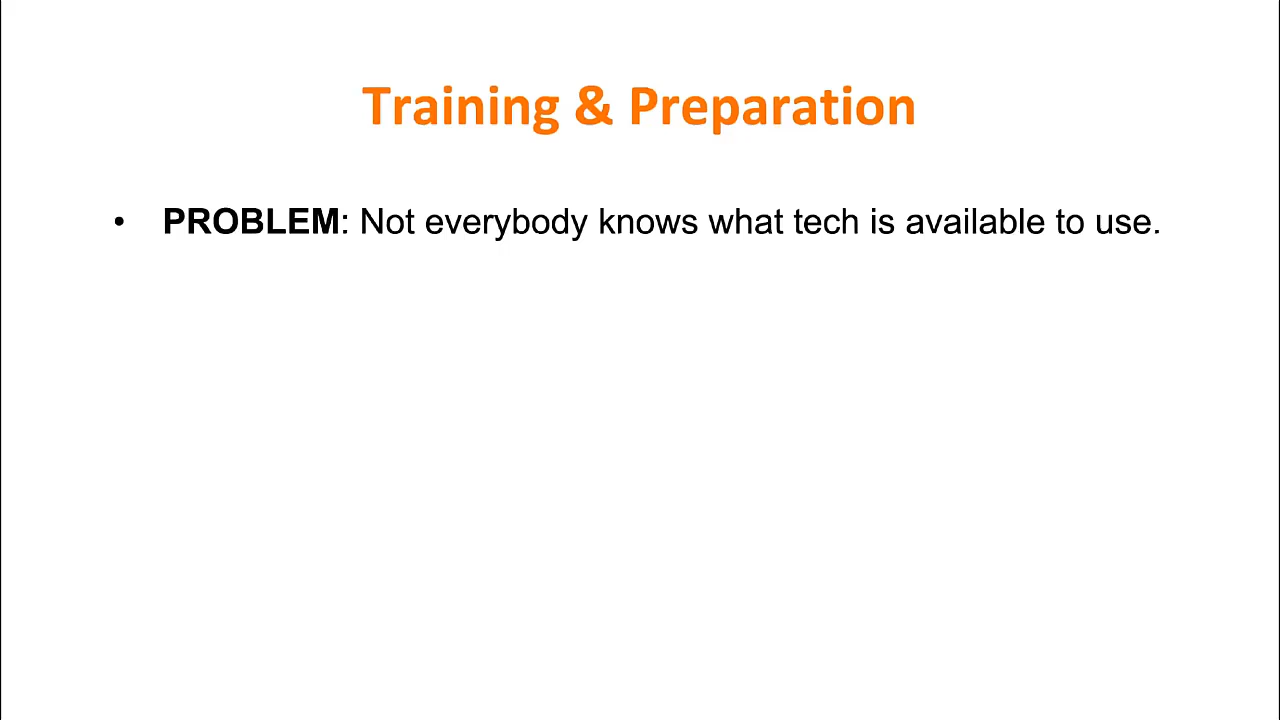 Training & Preparation
• PROBLEM: Not everybody knows what tech is available to use.